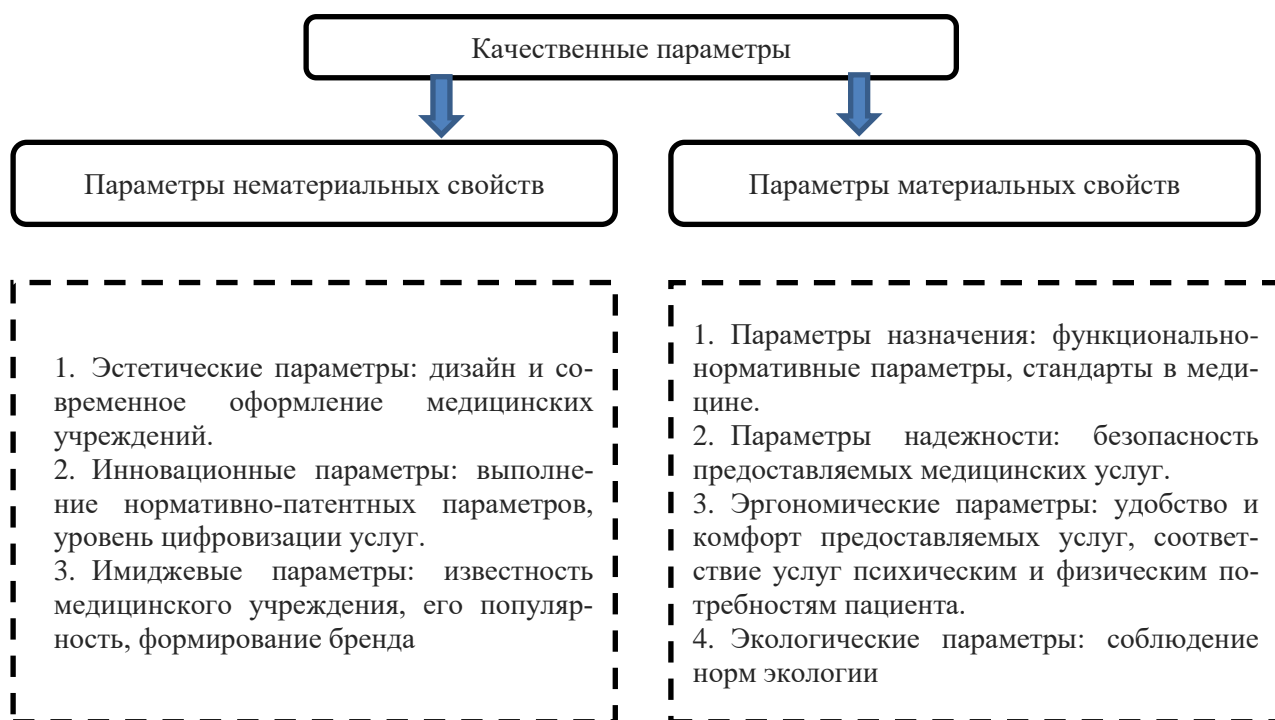 Качественные параметры
Параметры нематериальных свойств
Параметры материальных свойств
1. Эстетические параметры: дизайн и со-
временное оформление медицинских
учреждений.
2. Инновационные параметры: выполне-
ние нормативно-патентных параметров,
уровень цифровизации услуг.
3. Имиджевые параметры: известность
медицинского учреждения, его популяр-
ность, формирование бренда
1. Параметры назначения: функционально-
нормативные параметры, стандарты в меди-
цине.
2. Параметры надежности: безопасность
предоставляемых медицинских услуг.
3. Эргономические параметры: удобство и
комфорт предоставляемых услуг, соответ-
ствие услуг психическим и физическим по-
требностям пациента.
4. Экологические параметры: соблюдение
норм экологии